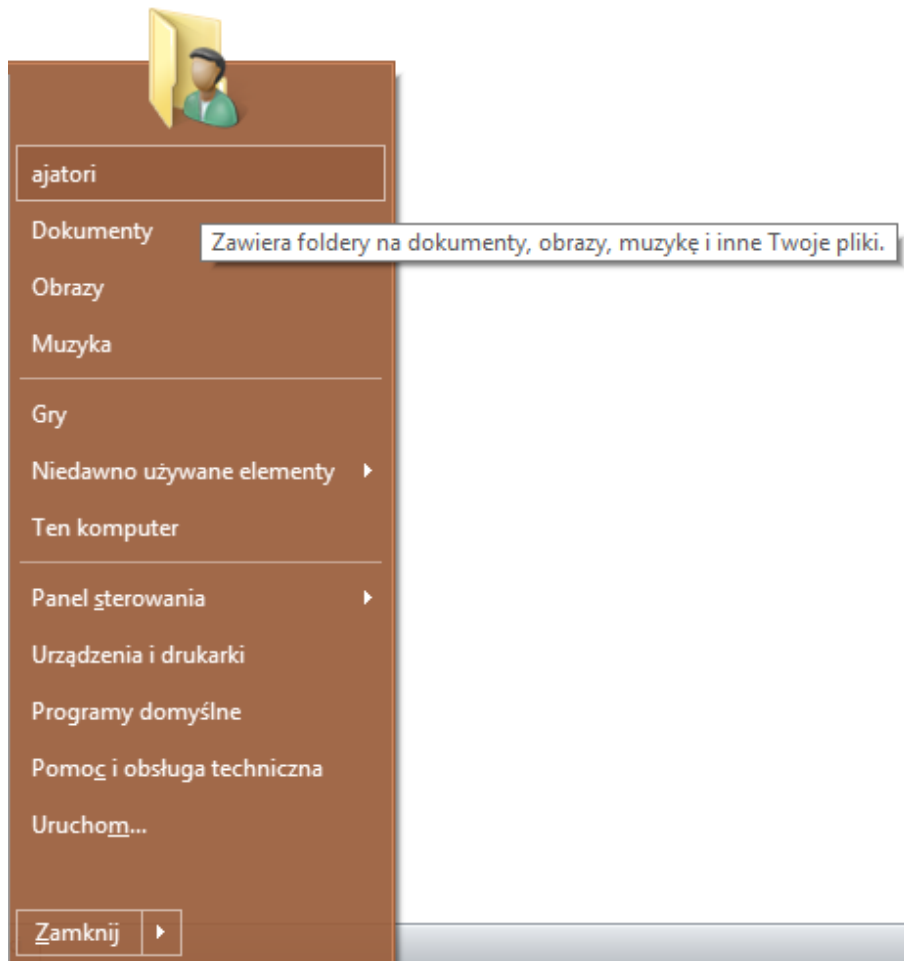 ajatori
Dokumenty
Zawiera foldery na dokumenty, obrazy, muzykę i inne Twoje pliki.
Obrazy
Muzyka
Gry
Niedawno używane elementy
Ten komputer
Panel sterowania
Urządzenia i drukarki
Programy domyślne
Pomoc i obsługa techniczna
Uruchom...
Zamknij